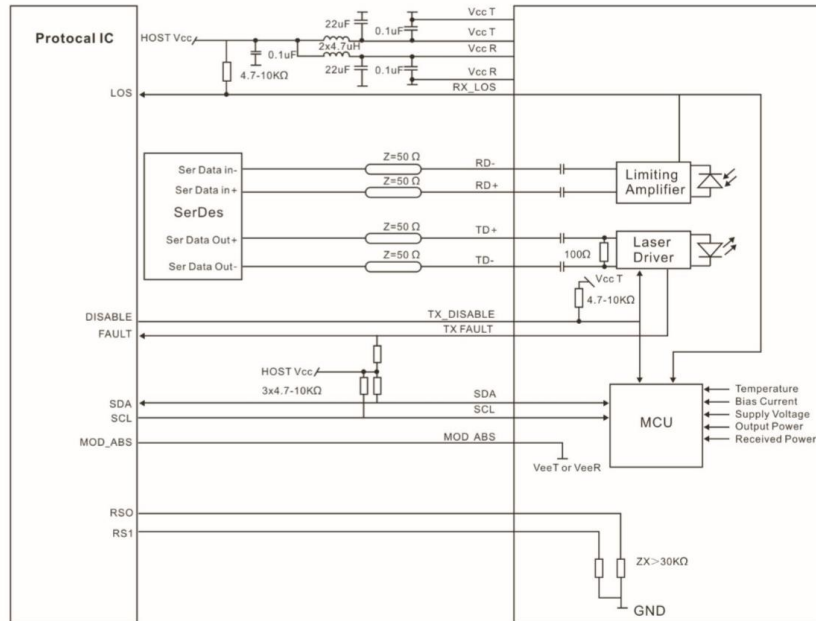 Protocal IC
HOST Vcc
22uF
0.1uF
Vcc T
Vcc T
0.1uF
2x4.7uH
Vcc R
4.7-10KΩ
22uF
0.1uF
Vcc R
LOS
RX_LOS
Ser Data in-
Z=50 Ω
RD-
Limiting
Amplifier
Ser Data in+
Z=50 Ω
RD+
SerDes
Ser Data Out+
Z=50 Ω
TD+
Laser
Driver
100Ω
Ser Data Out-
Z=50 Ω
TD-
Vcc T
4.7-10KΩ
DISABLE
TX_DISABLE
FAULT
TX FAULT
HOST Vcc
3x4.7-10KΩ
SDA
SDA
SCL
SCL
MCU
Temperature
Bias Current
Supply Voltage
Output Power
Received Power
MOD_ABS
MOD ABS
VeeT or VeeR
RSO
RS1
ZX>30KΩ
GND